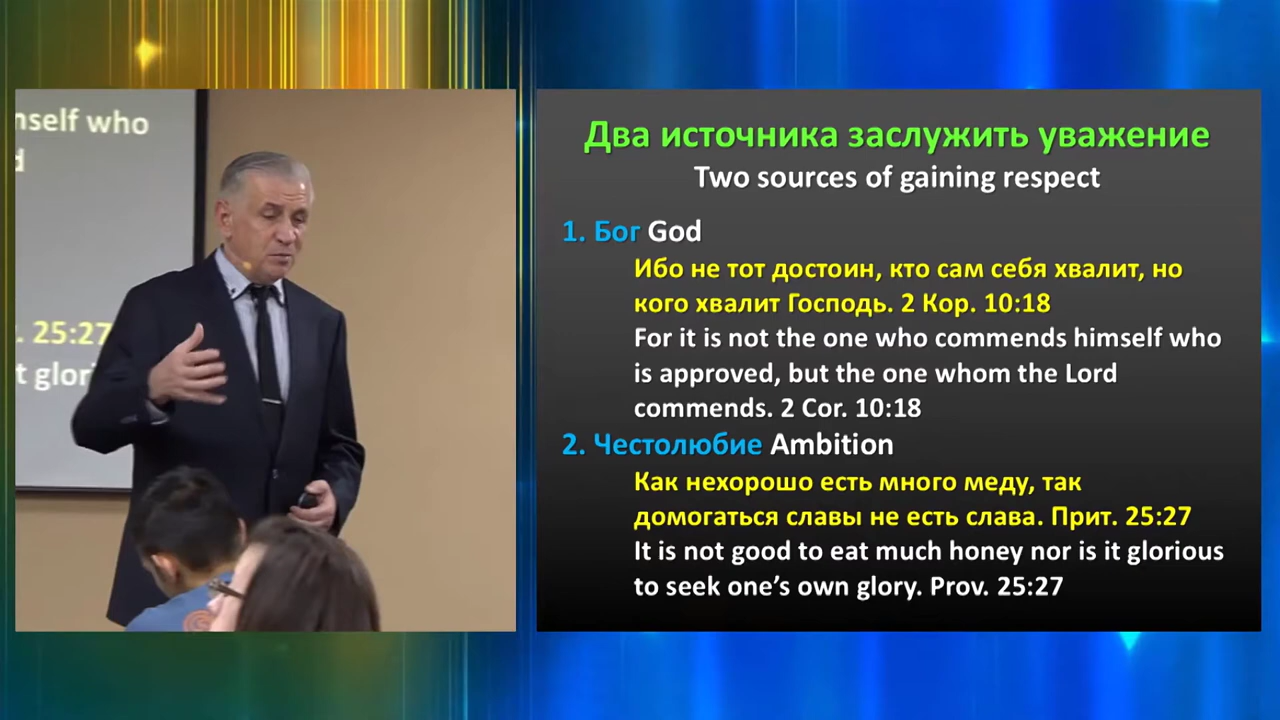 mself who
d
. 25:27
t glori
Два источника заслужить уважение
Two sources of gaining respect
1. Бог God
Ибо не тот достоин, кто сам себя хвалит, но
кого хвалит Господь. 2 Кор. 10:18
For it is not the one who commends himself who
is approved, but the one whom the Lord
commends. 2 Cor. 10:18
2. Честолюбие Ambition
Как нехорошо есть много меду, так
домогаться славы не есть слава. Прит. 25:27
It is not good to eat much honey nor is it glorious
to seek one’s own glory. Prov. 25:27